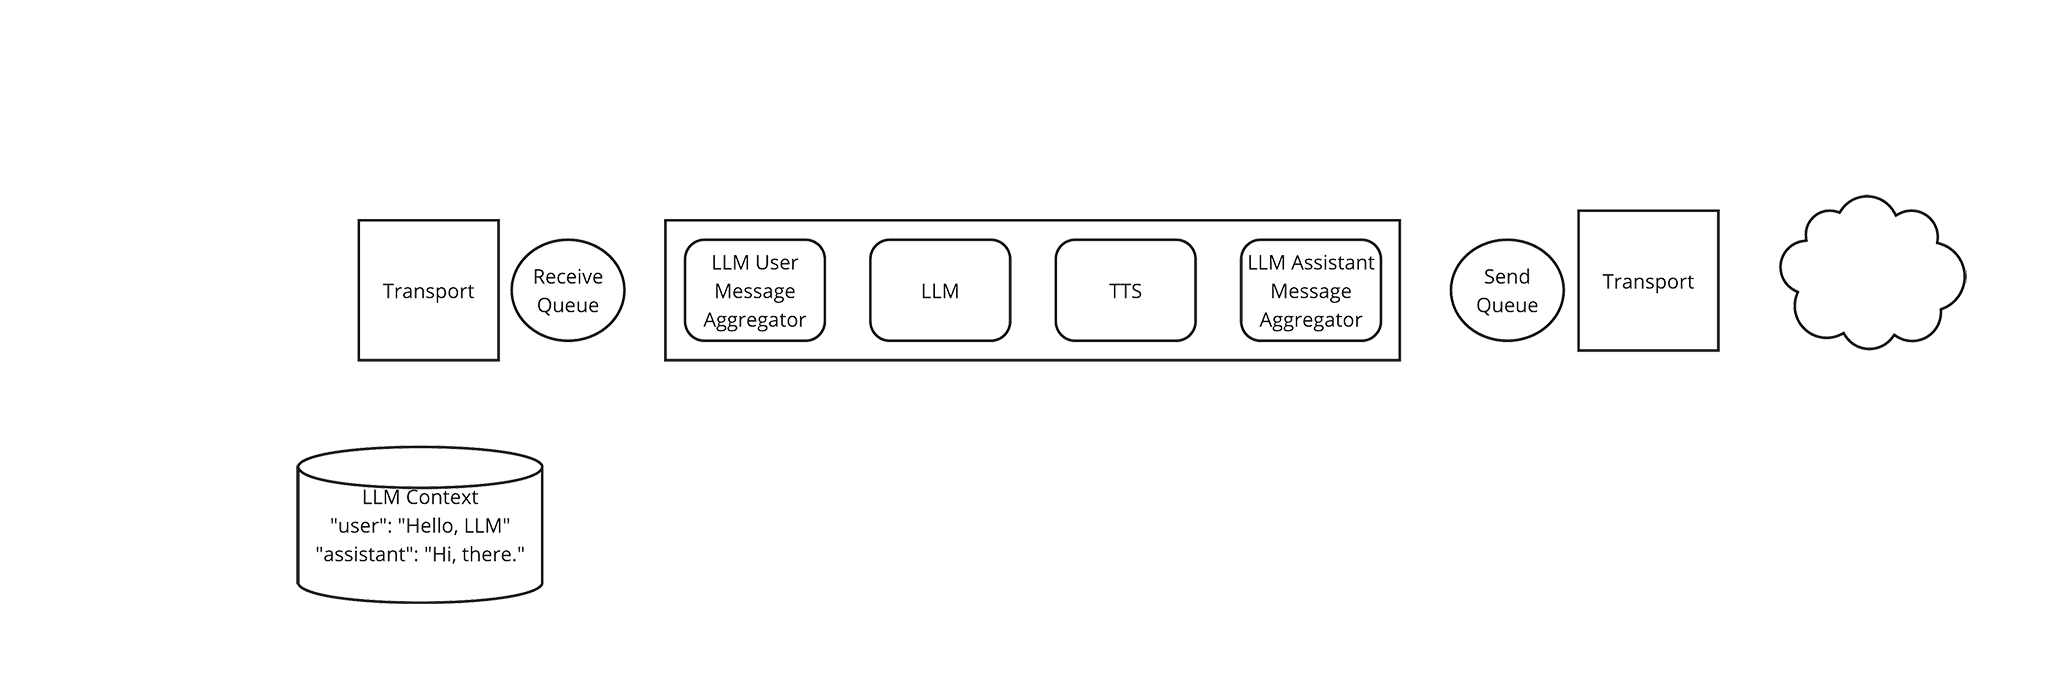 Transport
Receive
Queue
LLM User
Message
Aggregator
LLM
TTS
LLM Assistant
Message
Aggregator
Send
Queue
Transport
LLM Context
"user": "Hello, LLM"
"assistant": "Hi, there."